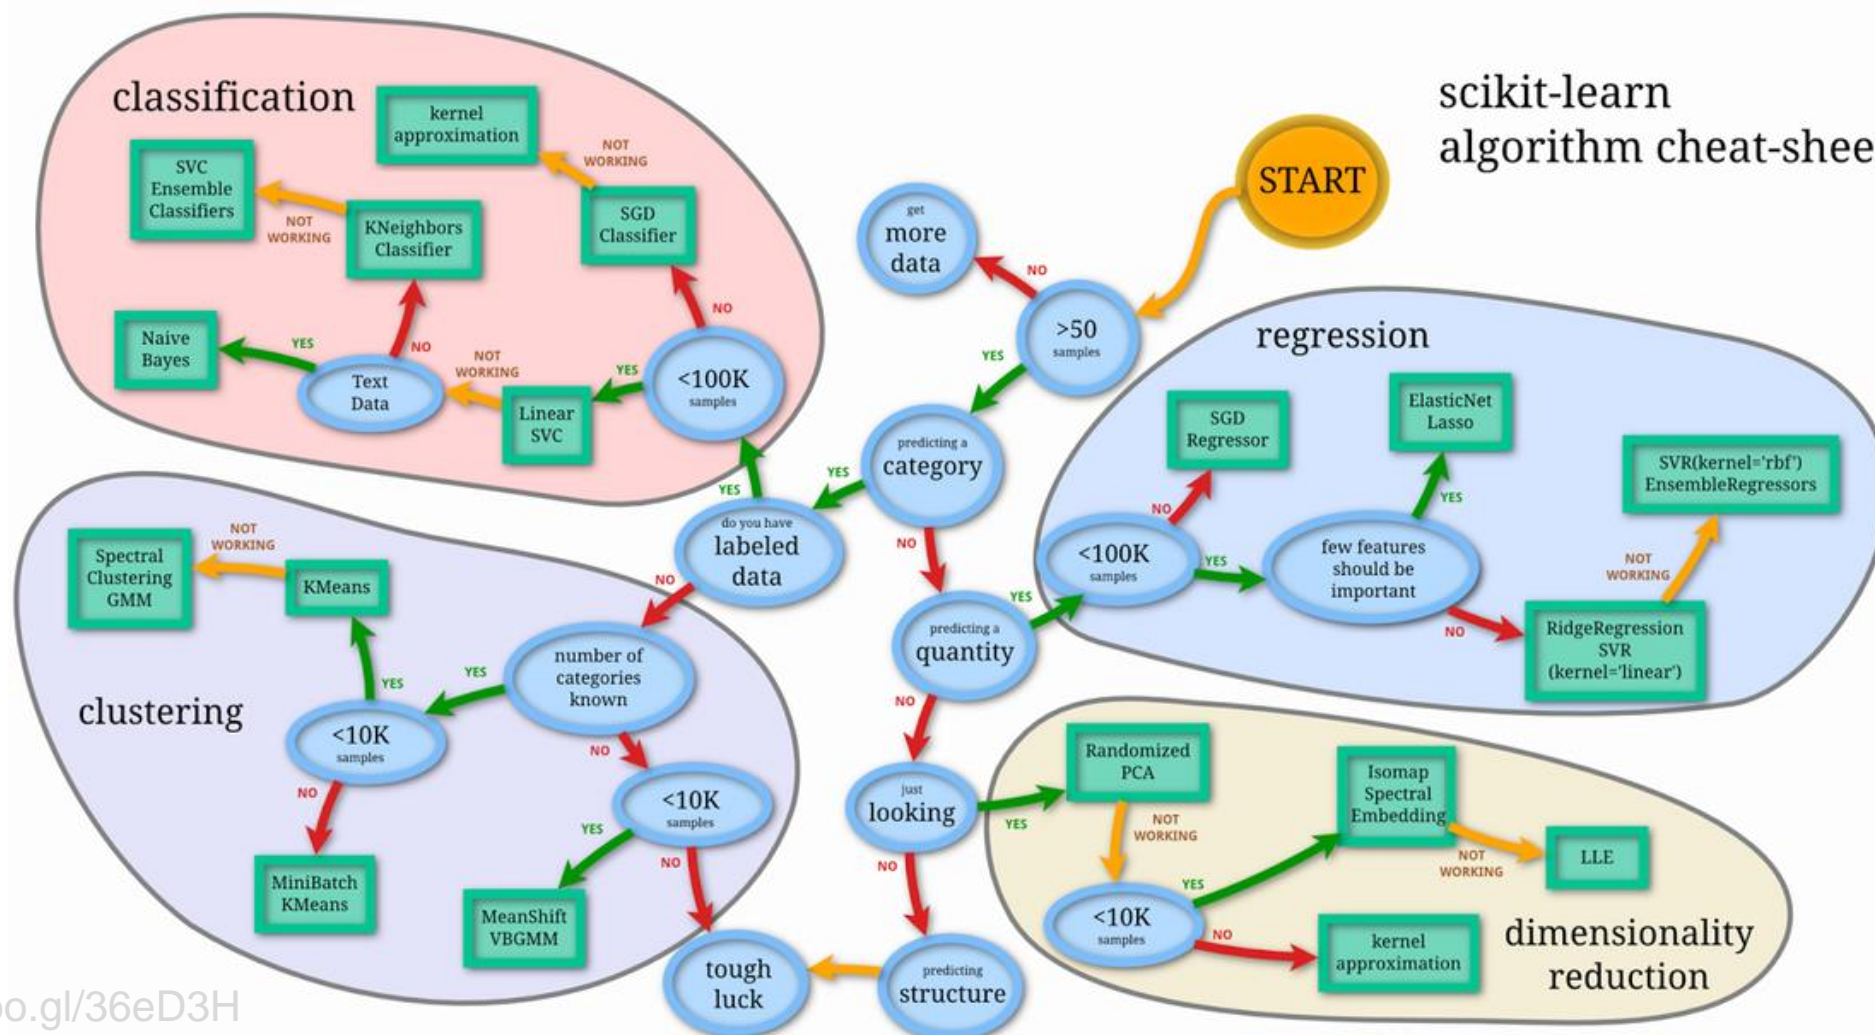 scikit-learn
algorithm cheat-shee
START
classification
kernel
approximation
NOT
WORKING
SVC
Ensemble
Classifiers
NOT
WORKING
KNeighbors
Classifier
SGD
Classifier
NO
Naive
Bayes
YES
NO
Text
Data
NOT
WORKING
Linear
SVC
YES
<100K
samples
get
more
data
NO
>50
samples
YES
predicting a
category
YES
NO
YES
do you have
labeled
data
NO
regression
SGD
Regressor
ElasticNet
Lasso
SVR(kernel='rbf')
EnsembleRegressors
NO
YES
<100K
samples
YES
few features
should be
important
NOT
WORKING
NO
RidgeRegression
SVR
(kernel='linear')
YES
predicting a
quantity
NO
clustering
Spectral
Clustering
GMM
NOT
WORKING
KMeans
number of
categories
known
YES
YES
<10K
samples
NO
NO
MiniBatch
KMeans
<10K
samples
YES
NO
MeanShift
VBGMM
just
looking
YES
NO
Randomized
PCA
NOT
WORKING
Isomap
Spectral
Embedding
NOT
WORKING
LLE
YES
<10K
samples
NO
kernel
approximation
dimensionality
reduction
tough
luck
predicting
structure
oo.gl/36eD3H